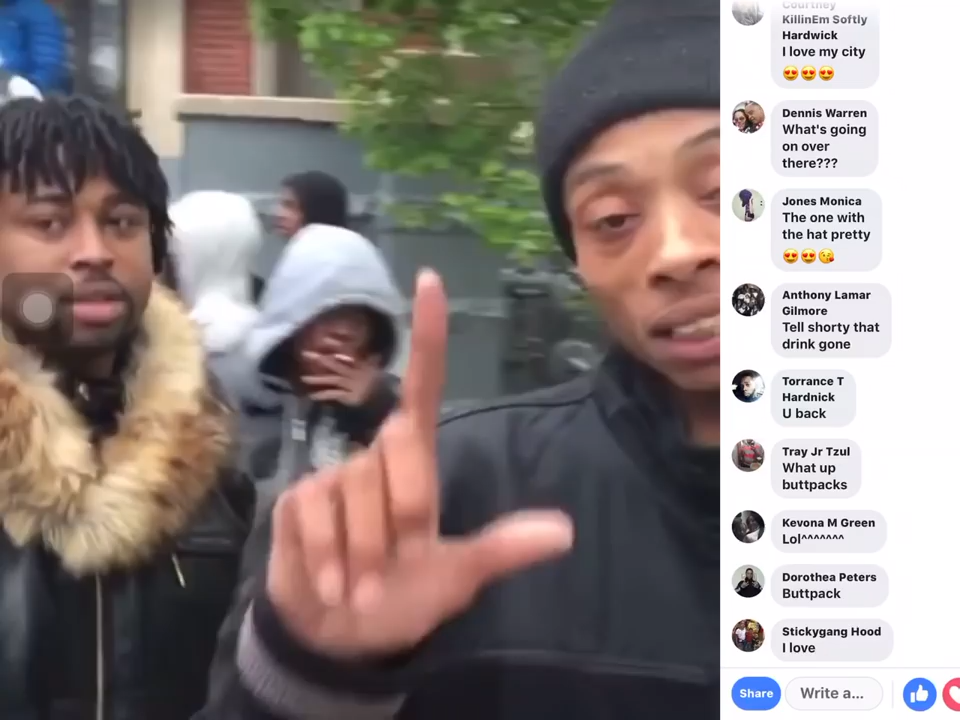 Courtney
KillinEm Softly
Hardwick
I love my city
😍😍😍
Dennis Warren
What's going
on over
there???
Jones Monica
The one with
the hat pretty
😍😍😘
Anthony Lamar
Gilmore
Tell shorty that
drink gone
Torrance T
Hardnick
U back
Tray Jr Tzul
What up
buttpacks
Kevona M Green
Lol^^^^^^^
Dorothea Peters
Buttpack
Stickygang Hood
I love
Share
Write a...